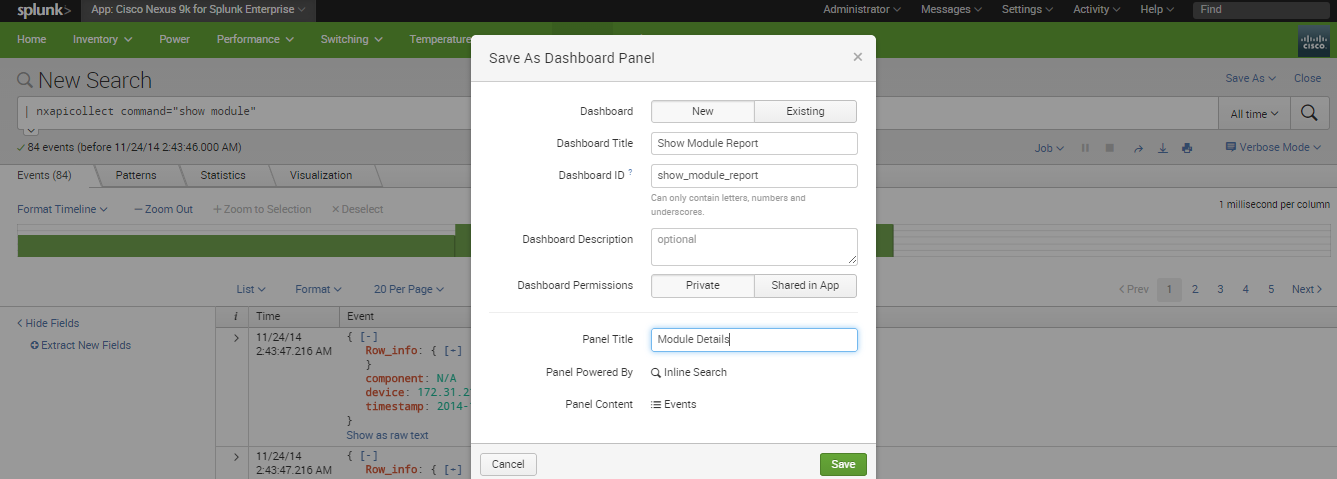 splunk> App: Cisco Nexus 9k for Splunk Enterprise Administrator Messages Settings Activity Help Find
Home Inventory Power Performance Switching Temperature
CISCO
New Search Save As Close
| nxapicollect command="show module" All time
84 events (before 11/24/14 2:43:46.000 AM) Job Verbose Mode
Events (84) Patterns Statistics Visualization
Format Timeline — Zoom Out + Zoom to Selection × Deselect 1 millisecond per column
List Format 20 Per Page < Prev 1 2 3 4 5 Next >
< Hide Fields
Extract New Fields
i Time Event
> 11/24/14
2:43:47.216 AM
{ [-]
Row_info: { [+]
}
component: N/A
device: 172.31.2
timestamp: 2014-
}
Show as raw text
> 11/24/14
2:43:47.216 AM
{ [-]
Row_info: { [+]
Save As Dashboard Panel ×
Dashboard New Existing
Dashboard Title Show Module Report
Dashboard ID ? show_module_report
Can only contain letters, numbers and
underscores.
Dashboard Description optional
Dashboard Permissions Private Shared in App
Panel Title Module Details
Panel Powered By Inline Search
Panel Content Events
Cancel Save